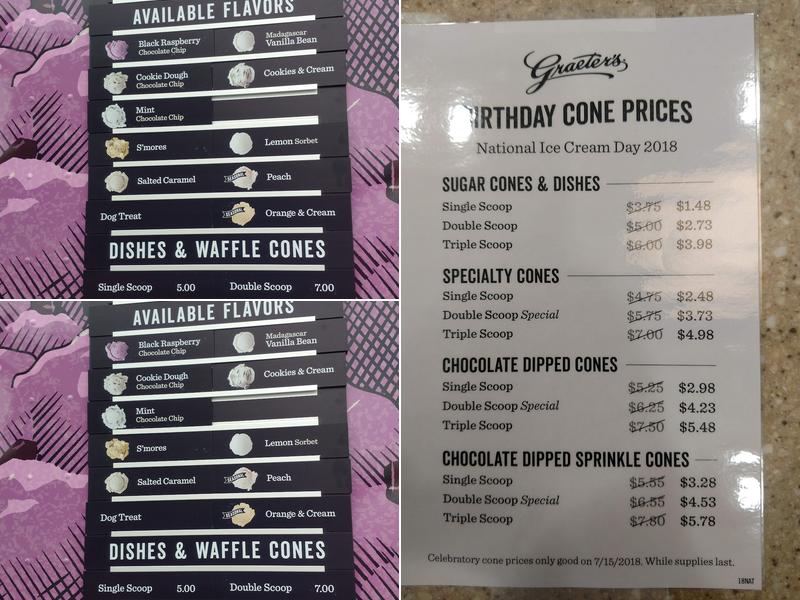 AVAILABLE FLAVORS
Black Raspberry
Chocolate Chip
Madagascar
Vanilla Bean
Cookie Dough
Chocolate Chip
Cookies & Cream
Mint
Chocolate Chip
S'mores
Lemon Sorbet
Salted Caramel
SEASONAL
Peach
Dog Treat
SEASONAL
Orange & Cream
DISHES & WAFFLE CONES
Single Scoop 5.00 Double Scoop 7.00
AVAILABLE FLAVORS
Black Raspberry
Chocolate Chip
Madagascar
Vanilla Bean
Cookie Dough
Chocolate Chip
Cookies & Cream
Mint
Chocolate Chip
S'mores
Lemon Sorbet
Salted Caramel
SEASONAL
Peach
Dog Treat
SEASONAL
Orange & Cream
DISHES & WAFFLE CONES
Single Scoop 5.00 Double Scoop 7.00
Graeter's
BIRTHDAY CONE PRICES
National Ice Cream Day 2018
SUGAR CONES & DISHES
Single Scoop $3.75 $1.48
Double Scoop $5.00 $2.73
Triple Scoop $6.00 $3.98
SPECIALTY CONES
Single Scoop $4.75 $2.48
Double Scoop Special $5.75 $3.73
Triple Scoop $7.00 $4.98
CHOCOLATE DIPPED CONES
Single Scoop $5.25 $2.98
Double Scoop Special $6.25 $4.23
Triple Scoop $7.50 $5.48
CHOCOLATE DIPPED SPRINKLE CONES
Single Scoop $5.55 $3.28
Double Scoop Special $6.55 $4.53
Triple Scoop $7.80 $5.78
Celebratory cone prices only good on 7/15/2018. While supplies last.
18NAT